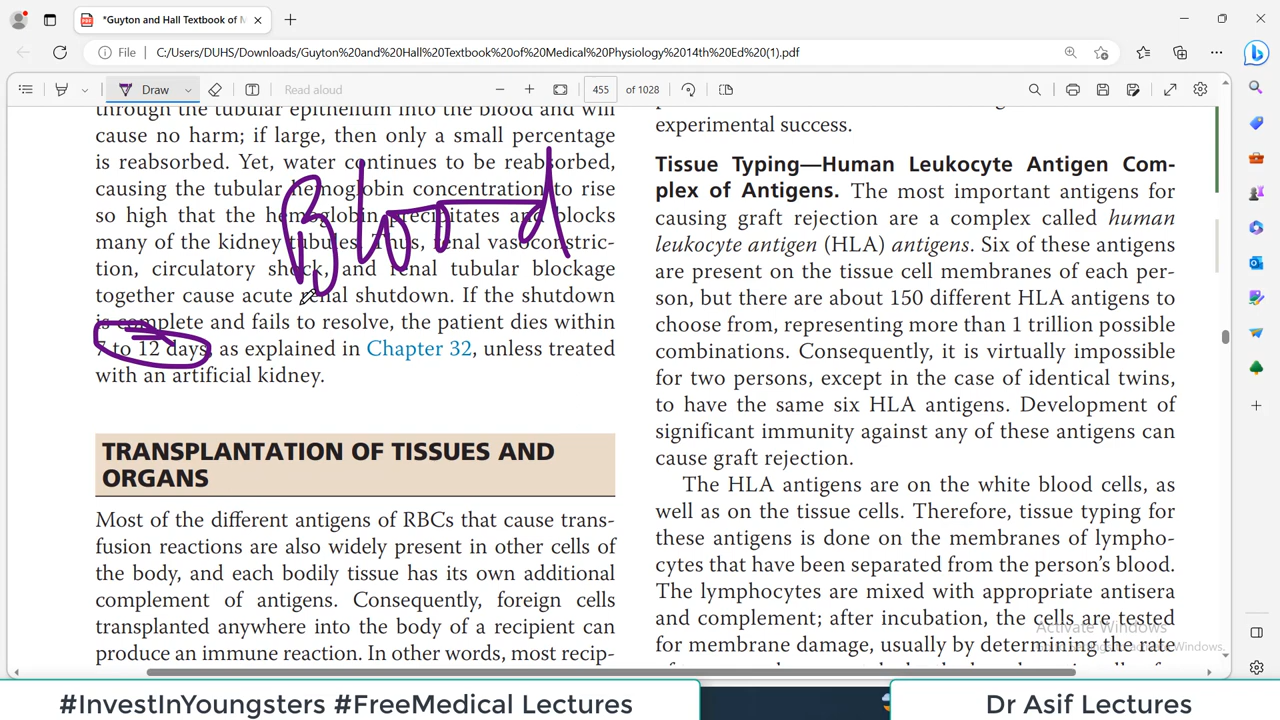 *Guyton and Hall Textbook of M
File
C:/Users/DUHS/Downloads/Guyton%20and%20Hall%20Textbook%20of%20Medical%20Physiology%2014th%20Ed%20(1).pdf
Draw
Read aloud
455 of 1028
through the tubular epithelium into the blood and will
cause no harm; if large, then only a small percentage
is reabsorbed. Yet, water continues to be reabsorbed,
causing the tubular hemoglobin concentration to rise
so high that the hemoglobin precipitates and blocks
many of the kidney tubules. Thus, renal vasoconstric-
tion, circulatory shock, and renal tubular blockage
together cause acute renal shutdown. If the shutdown
is complete and fails to resolve, the patient dies within
7 to 12 days, as explained in Chapter 32, unless treated
with an artificial kidney.
Blood
TRANSPLANTATION OF TISSUES AND
ORGANS
Most of the different antigens of RBCs that cause trans-
fusion reactions are also widely present in other cells of
the body, and each bodily tissue has its own additional
complement of antigens. Consequently, foreign cells
transplanted anywhere into the body of a recipient can
produce an immune reaction. In other words, most recip-
experimental success.
Tissue Typing—Human Leukocyte Antigen Com-
plex of Antigens. The most important antigens for
causing graft rejection are a complex called human
leukocyte antigen (HLA) antigens. Six of these antigens
are present on the tissue cell membranes of each per-
son, but there are about 150 different HLA antigens to
choose from, representing more than 1 trillion possible
combinations. Consequently, it is virtually impossible
for two persons, except in the case of identical twins,
to have the same six HLA antigens. Development of
significant immunity against any of these antigens can
cause graft rejection.
The HLA antigens are on the white blood cells, as
well as on the tissue cells. Therefore, tissue typing for
these antigens is done on the membranes of lympho-
cytes that have been separated from the person's blood.
The lymphocytes are mixed with appropriate antisera
and complement; after incubation, the cells are tested
for membrane damage, usually by determining the rate
Activate Windows
Go to Settings to activate Windows.
#InvestInYoungsters #FreeMedical Lectures
Dr Asif Lectures